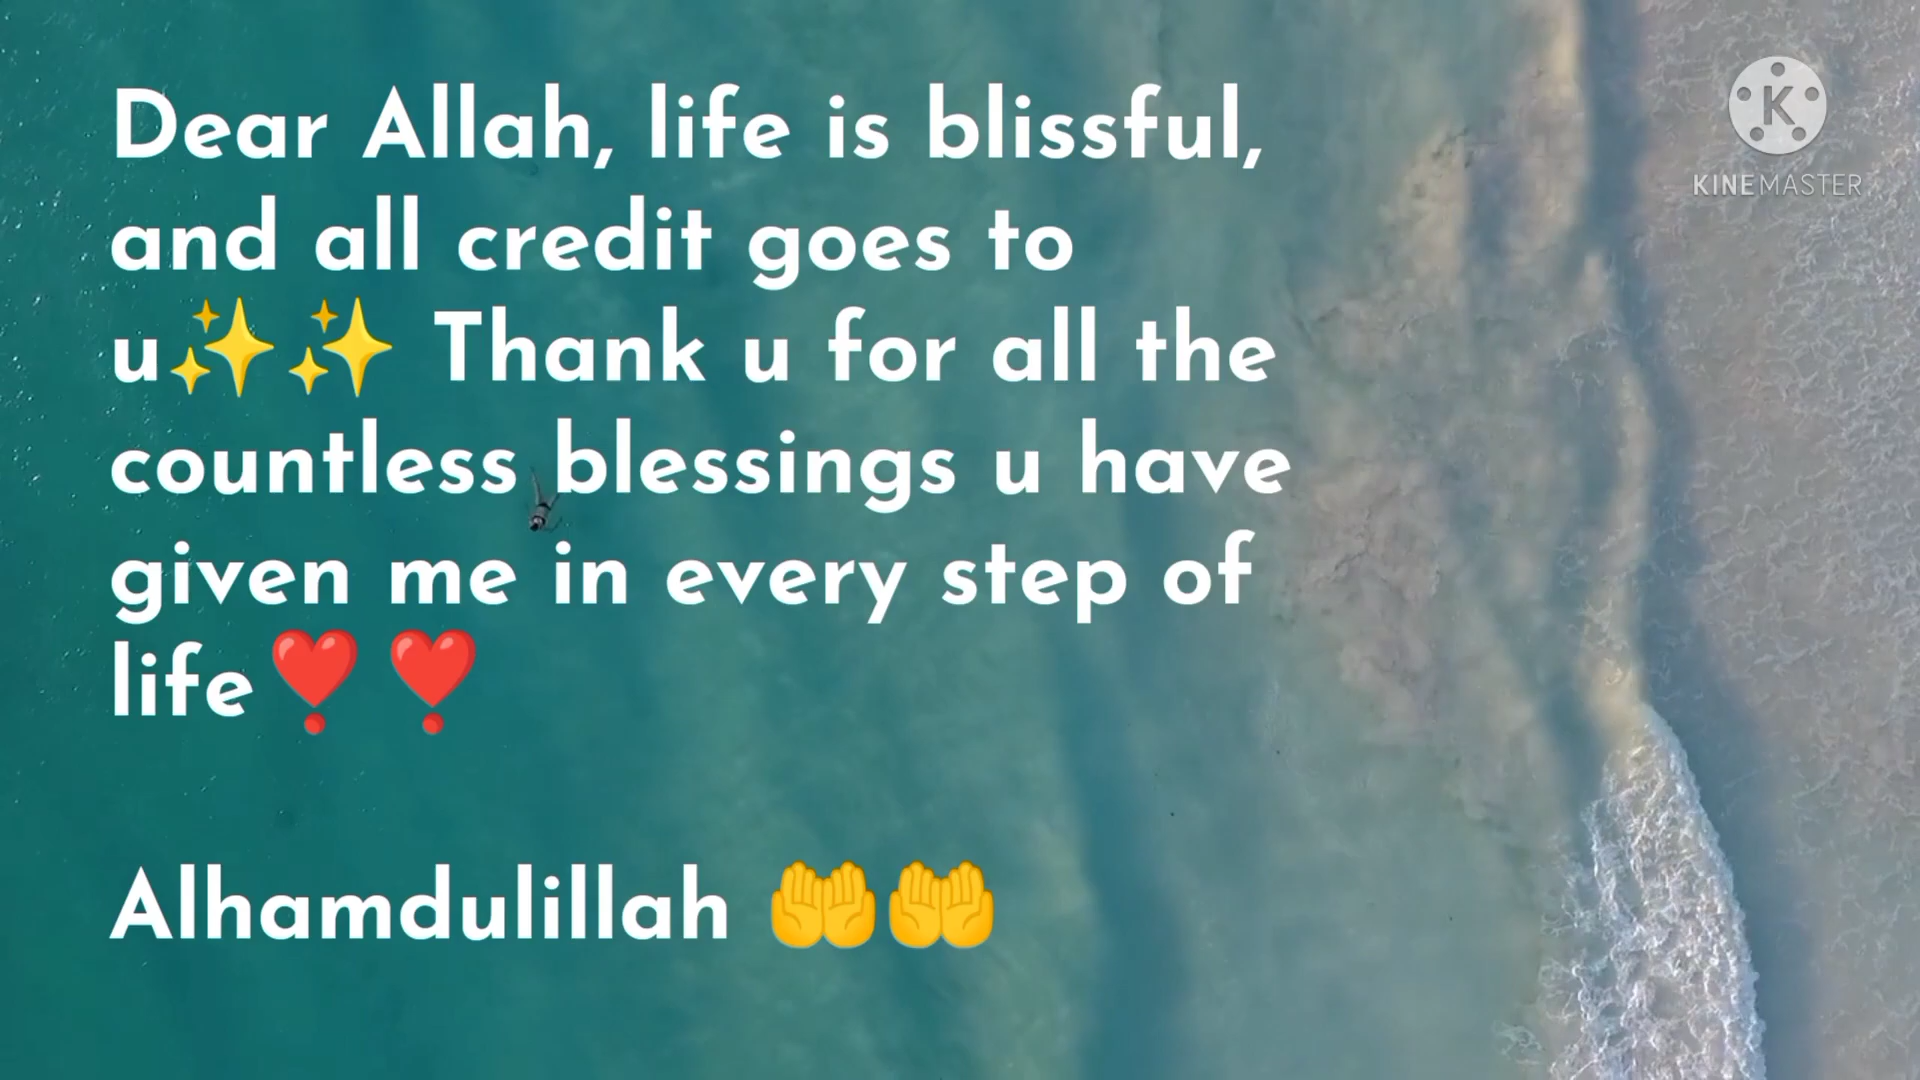 Dear Allah, life is blissful,
and all credit goes to
u✨✨ Thank u for all the
countless blessings u have
given me in every step of
life❣️❣️
Alhamdulillah 🤲🤲
K
KINEMASTER